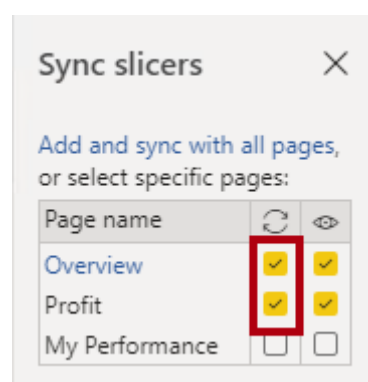 Sync slicers
Add and sync with all pages,
or select specific pages:
Page name
Overview
Profit
My Performance